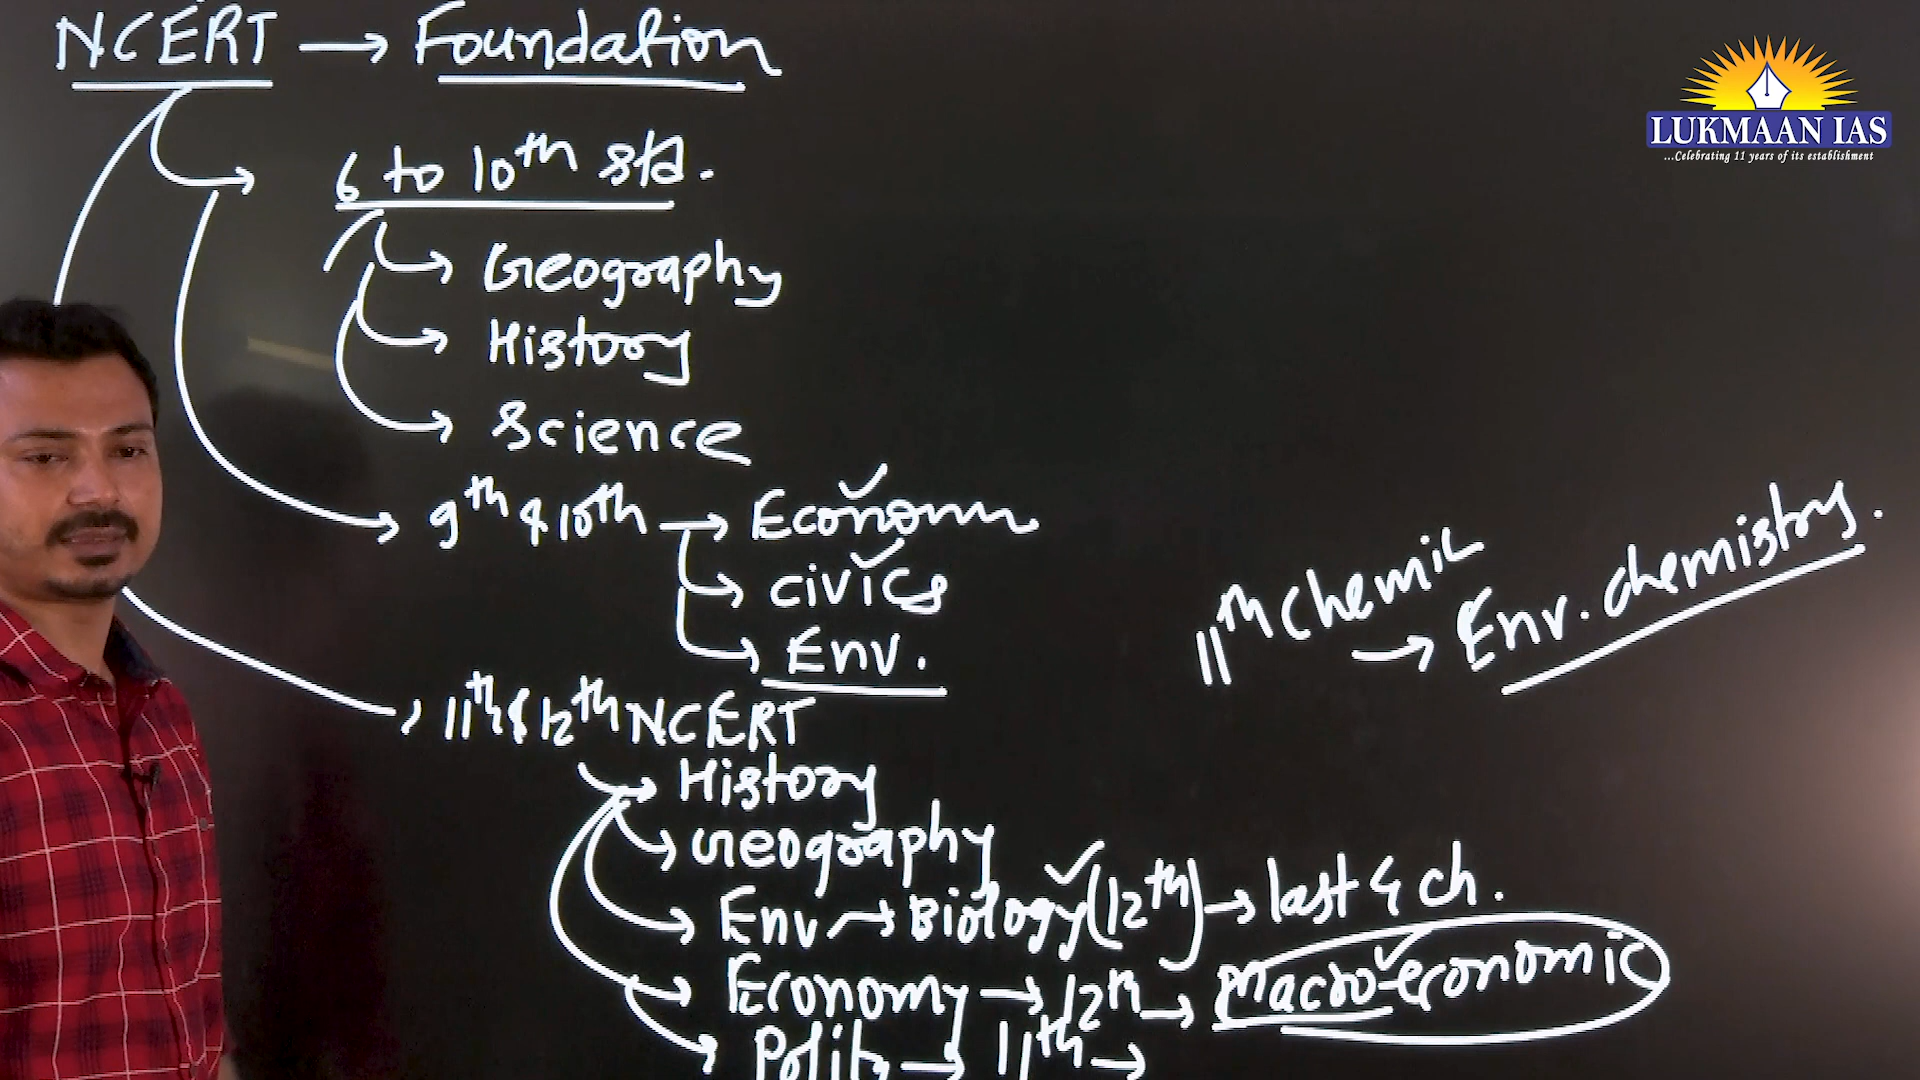 NCERT → Foundation
6 to 10th std.
→ Geography
→ History
→ Science
→ 9th & 10th → Econom
→ civics
→ Env.
11th Chemic
→ Env. chemistry.
→ 11th & 12th NCERT
→ History
→ Geography
→ Env → Biology (12th) → last 4 ch.
→ Economy → 12th → Macro-economic
→ Polity → 11th →
LUKMAAN IAS
...Celebrating 11 years of its establishment